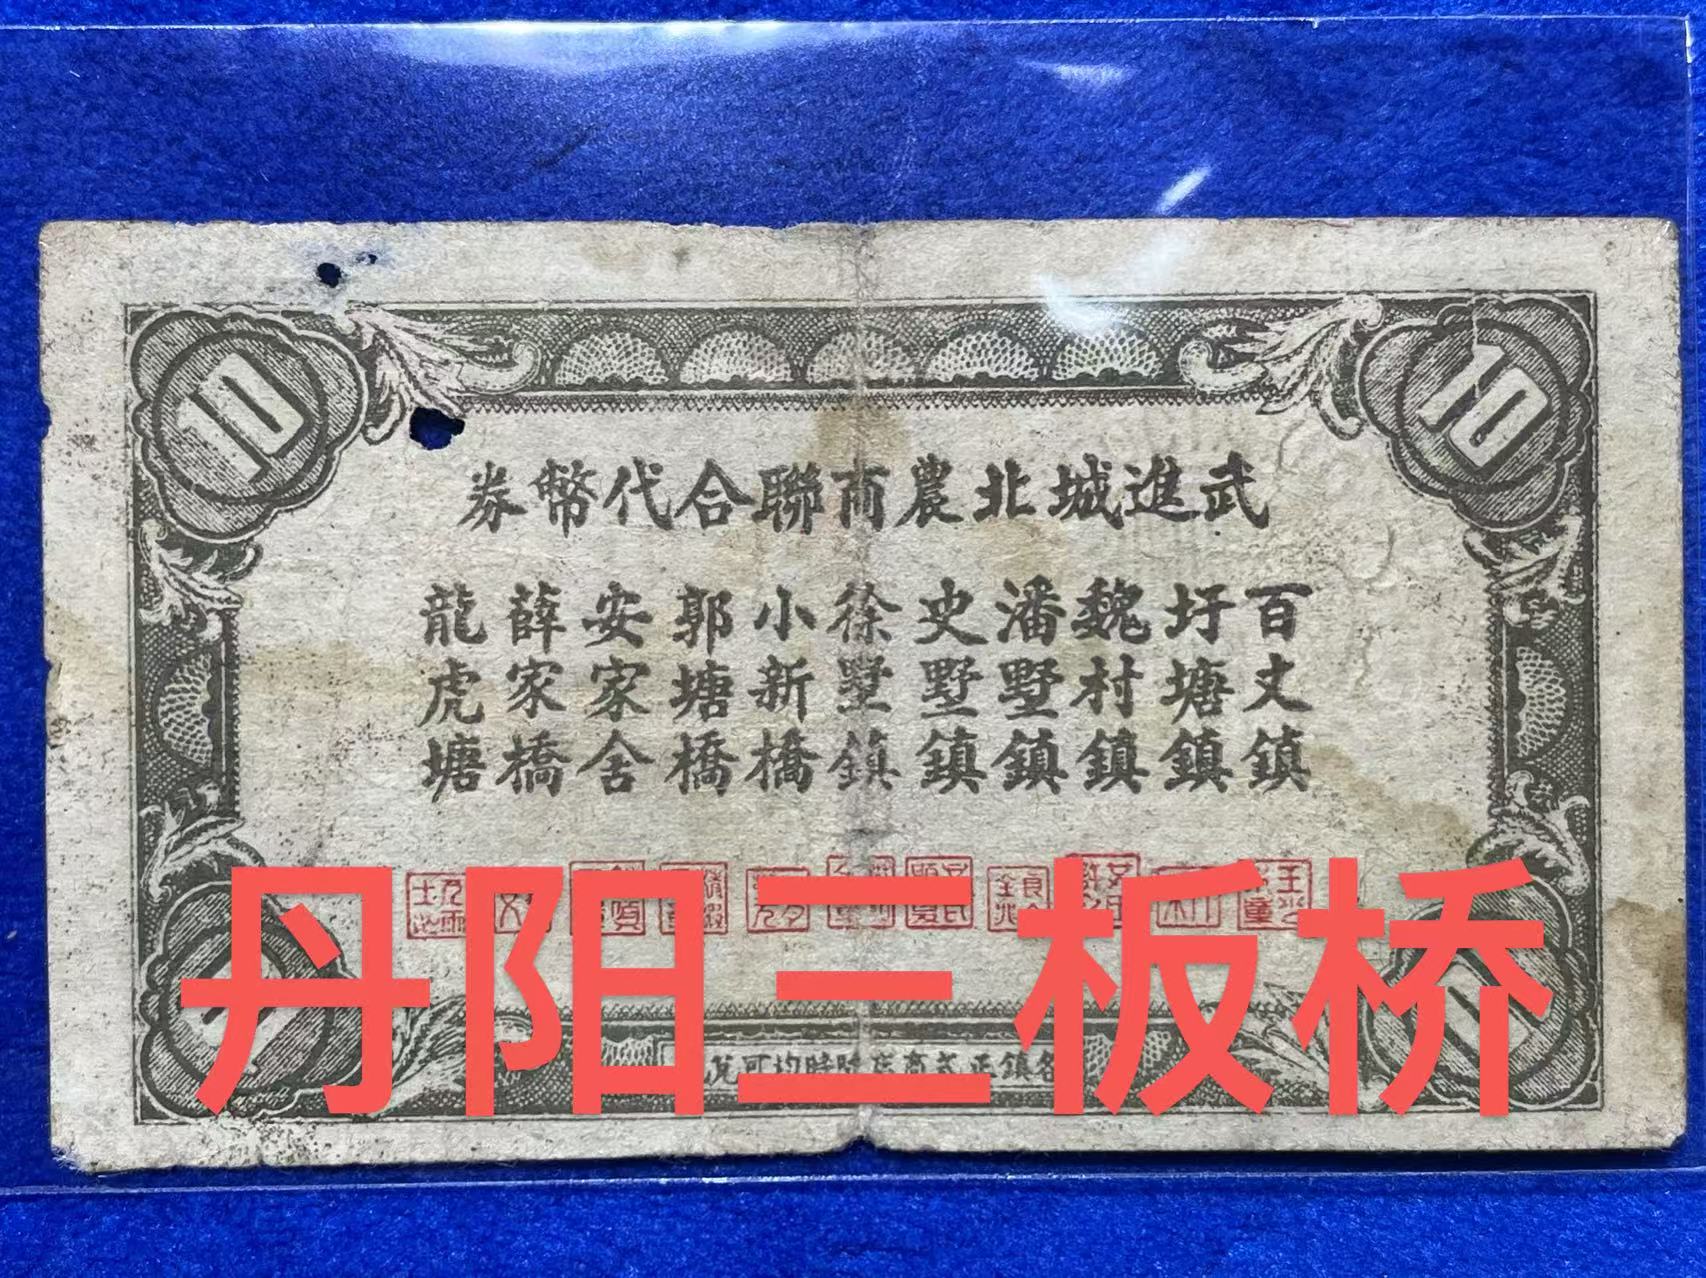 10
10
武進城北農商聯合代幣券
百丈鎮
圩塘鎮
魏村鎮
潘墅鎮
史墅鎮
徐墅鎮
小新橋
郭塘橋
安家舍
薛家橋
龍虎塘
丹阳三板桥